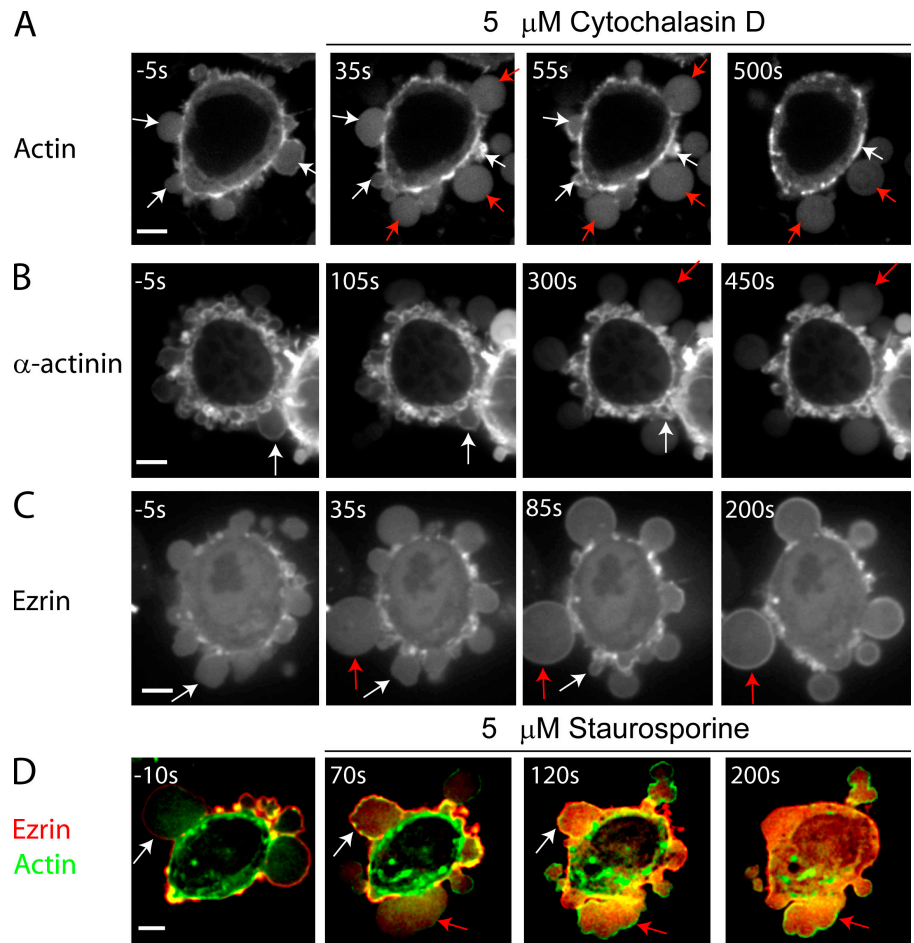 A
5 μM Cytochalasin D
-5s 35s 55s 500s
Actin
B
-5s 105s 300s 450s
α-actinin
C
-5s 35s 85s 200s
Ezrin
5 μM Staurosporine
D
-10s 70s 120s 200s
Ezrin
Actin